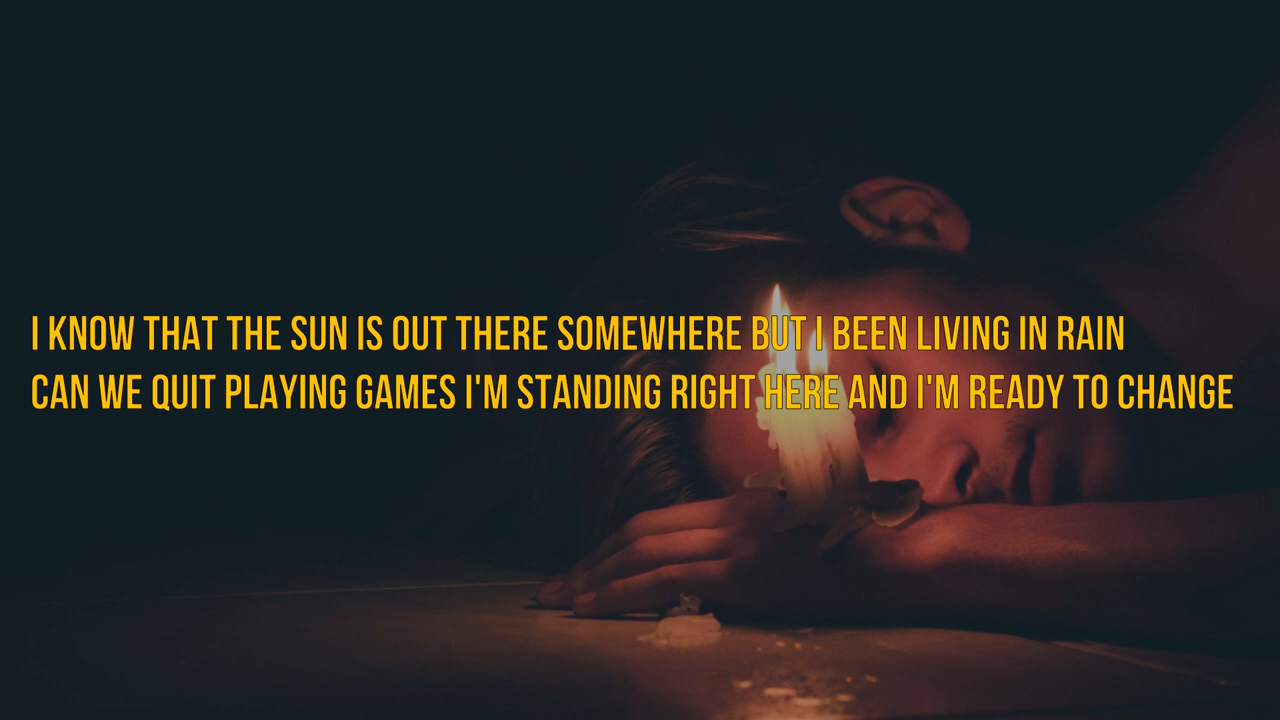 I KNOW THAT THE SUN IS OUT THERE SOMEWHERE BUT I BEEN LIVING IN RAIN
CAN WE QUIT PLAYING GAMES I'M STANDING RIGHT HERE AND I'M READY TO CHANGE